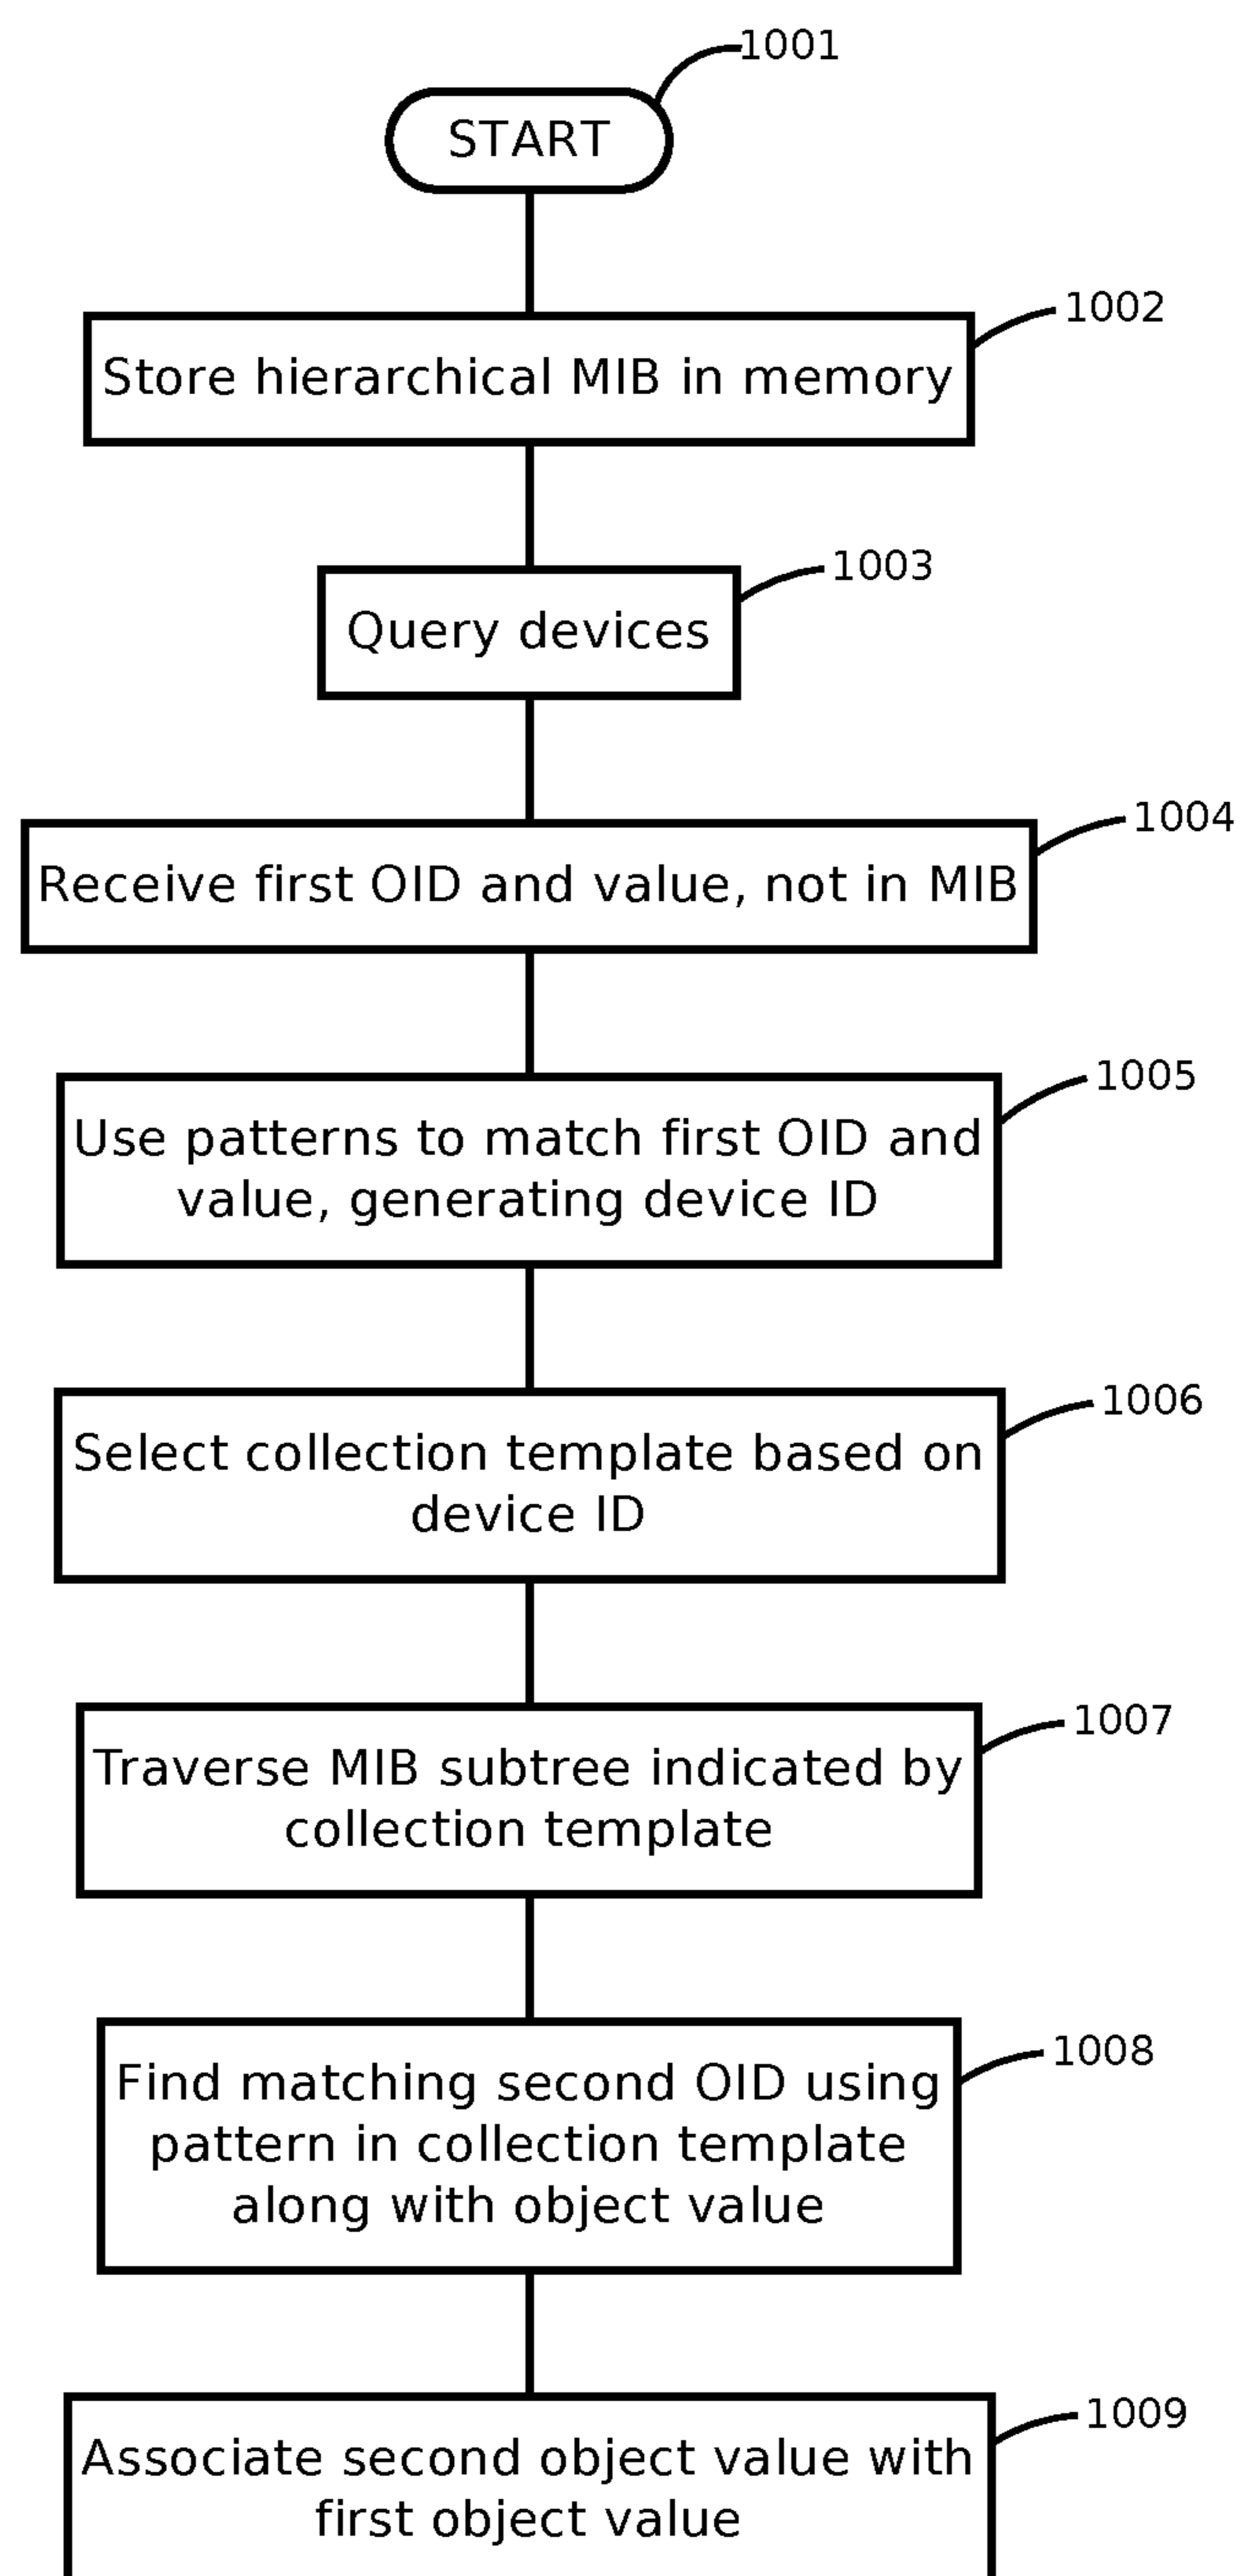 1001
START
1002
Store hierarchical MIB in memory
1003
Query devices
1004
Receive first OID and value, not in MIB
1005
Use patterns to match first OID and
value, generating device ID
1006
Select collection template based on
device ID
1007
Traverse MIB subtree indicated by
collection template
1008
Find matching second OID using
pattern in collection template
along with object value
1009
Associate second object value with
first object value